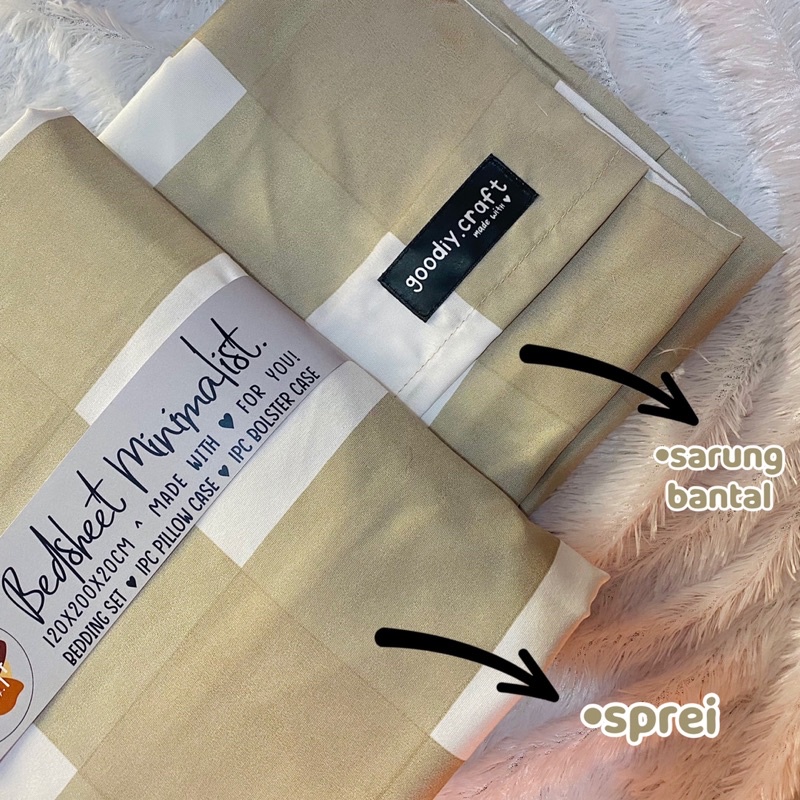 goodiy.craft
made with ♥
Bedsheet Minimalist.
120X200X20CM ^ MADE WITH ♥ FOR YOU!
BEDDING SET ♥ 1PC PILLOW CASE ♥ 1PC BOLSTER CASE
•sarung
bantal
•sprei